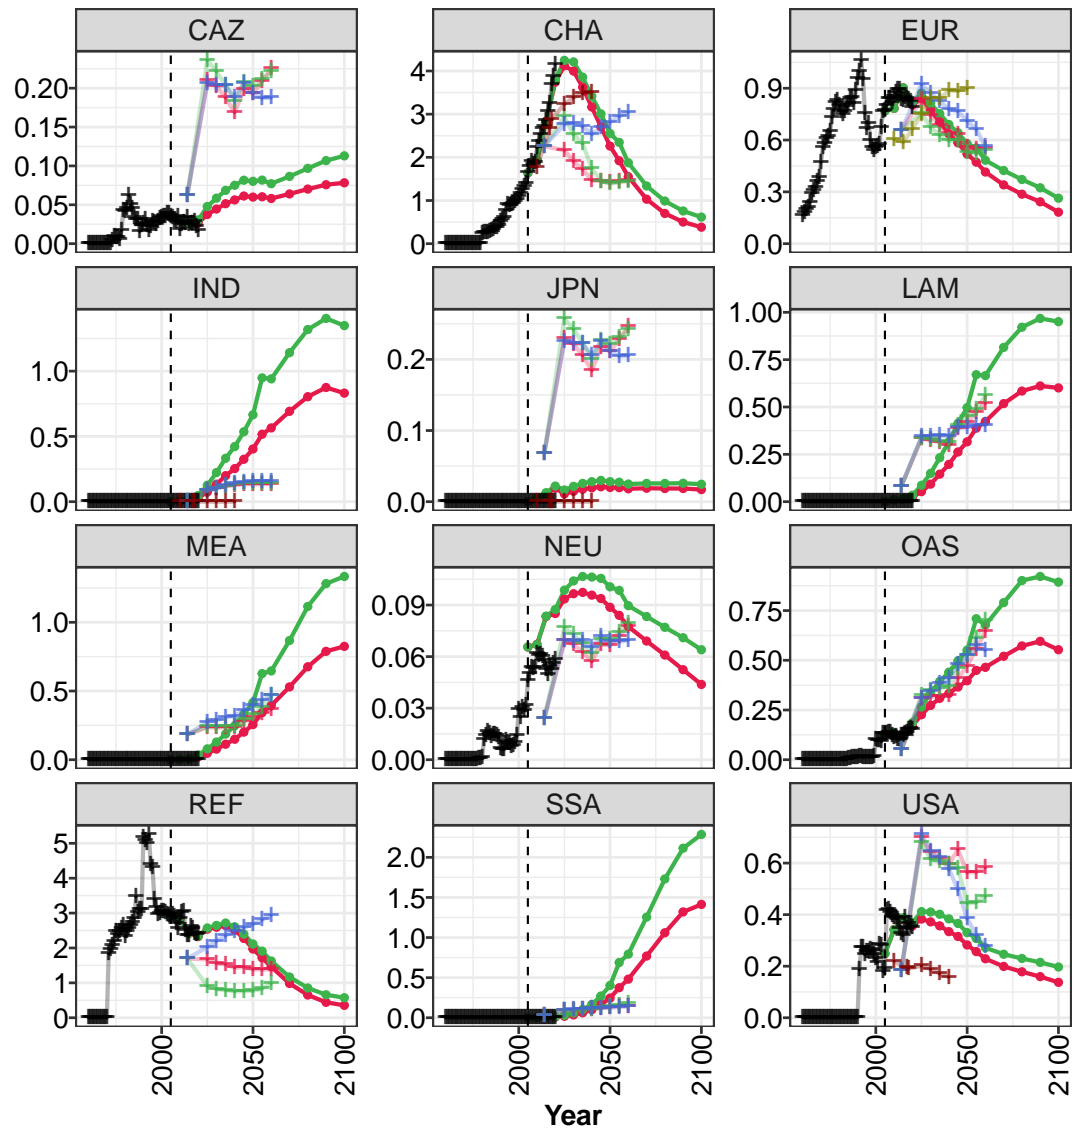 CAZ CHA EUR
0.20 4 0.9
0.15 3 0.6
0.10 2 0.3
0.05 1
0.00 0 0.0
IND JPN LAM
1.00
1.0 0.2 0.75
0.5 0.1 0.50
0.25
0.0 0.0 0.00
MEA NEU OAS
1.0 0.09 0.75
0.06 0.50
0.5 0.03 0.25
0.0 0.00 0.00
REF SSA USA
5 2.0 0.6
4 1.5 0.4
3 1.0
2 0.5 0.2
1
0 0.0 0.0
2000 2050 2100 2000 2050 2100 2000 2050 2100
Year